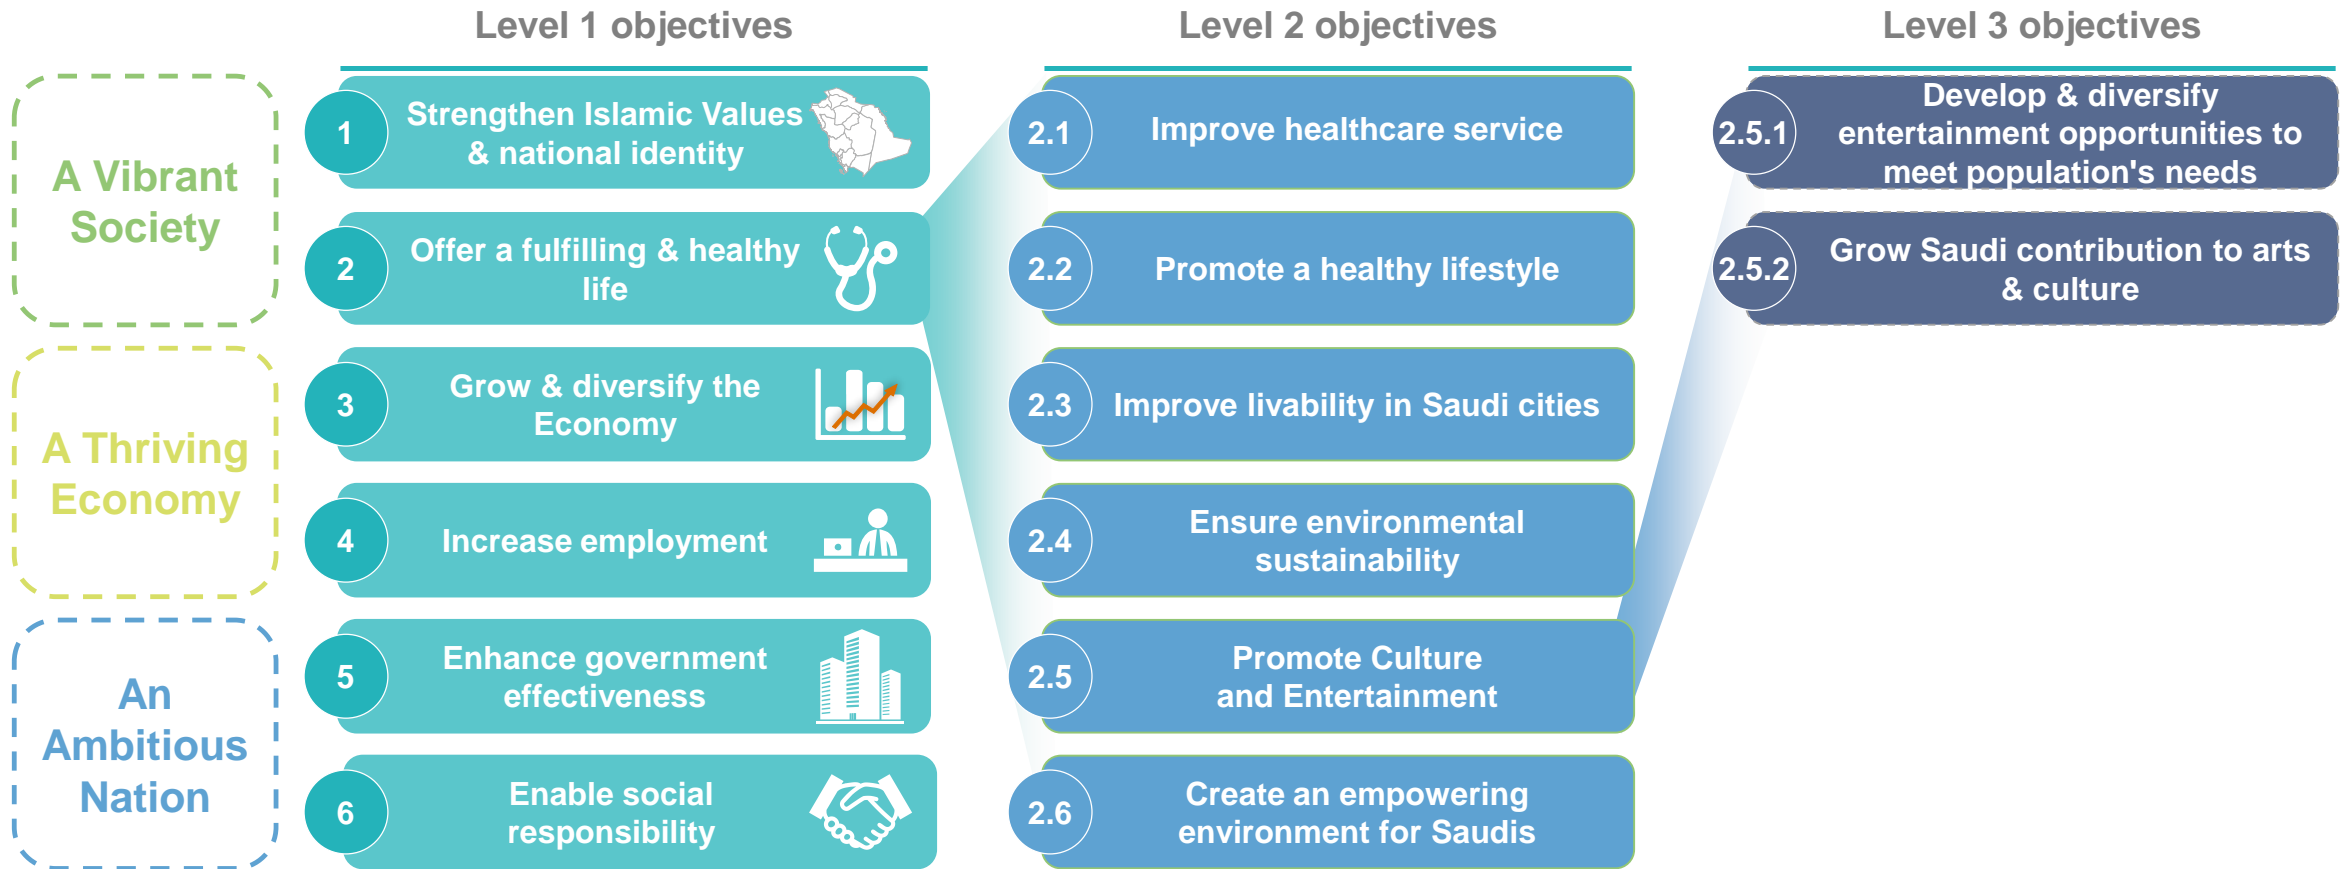 Level 1 objectives
Level 2 objectives
Level 3 objectives
A Vibrant
Society
A Thriving
Economy
An
Ambitious
Nation
1
Strengthen Islamic Values
& national identity
2
Offer a fulfilling & healthy
life
3
Grow & diversify the
Economy
4
Increase employment
5
Enhance government
effectiveness
6
Enable social
responsibility
2.1
Improve healthcare service
2.2
Promote a healthy lifestyle
2.3
Improve livability in Saudi cities
2.4
Ensure environmental
sustainability
2.5
Promote Culture
and Entertainment
2.6
Create an empowering
environment for Saudis
2.5.1
Develop & diversify
entertainment opportunities to
meet population's needs
2.5.2
Grow Saudi contribution to arts
& culture